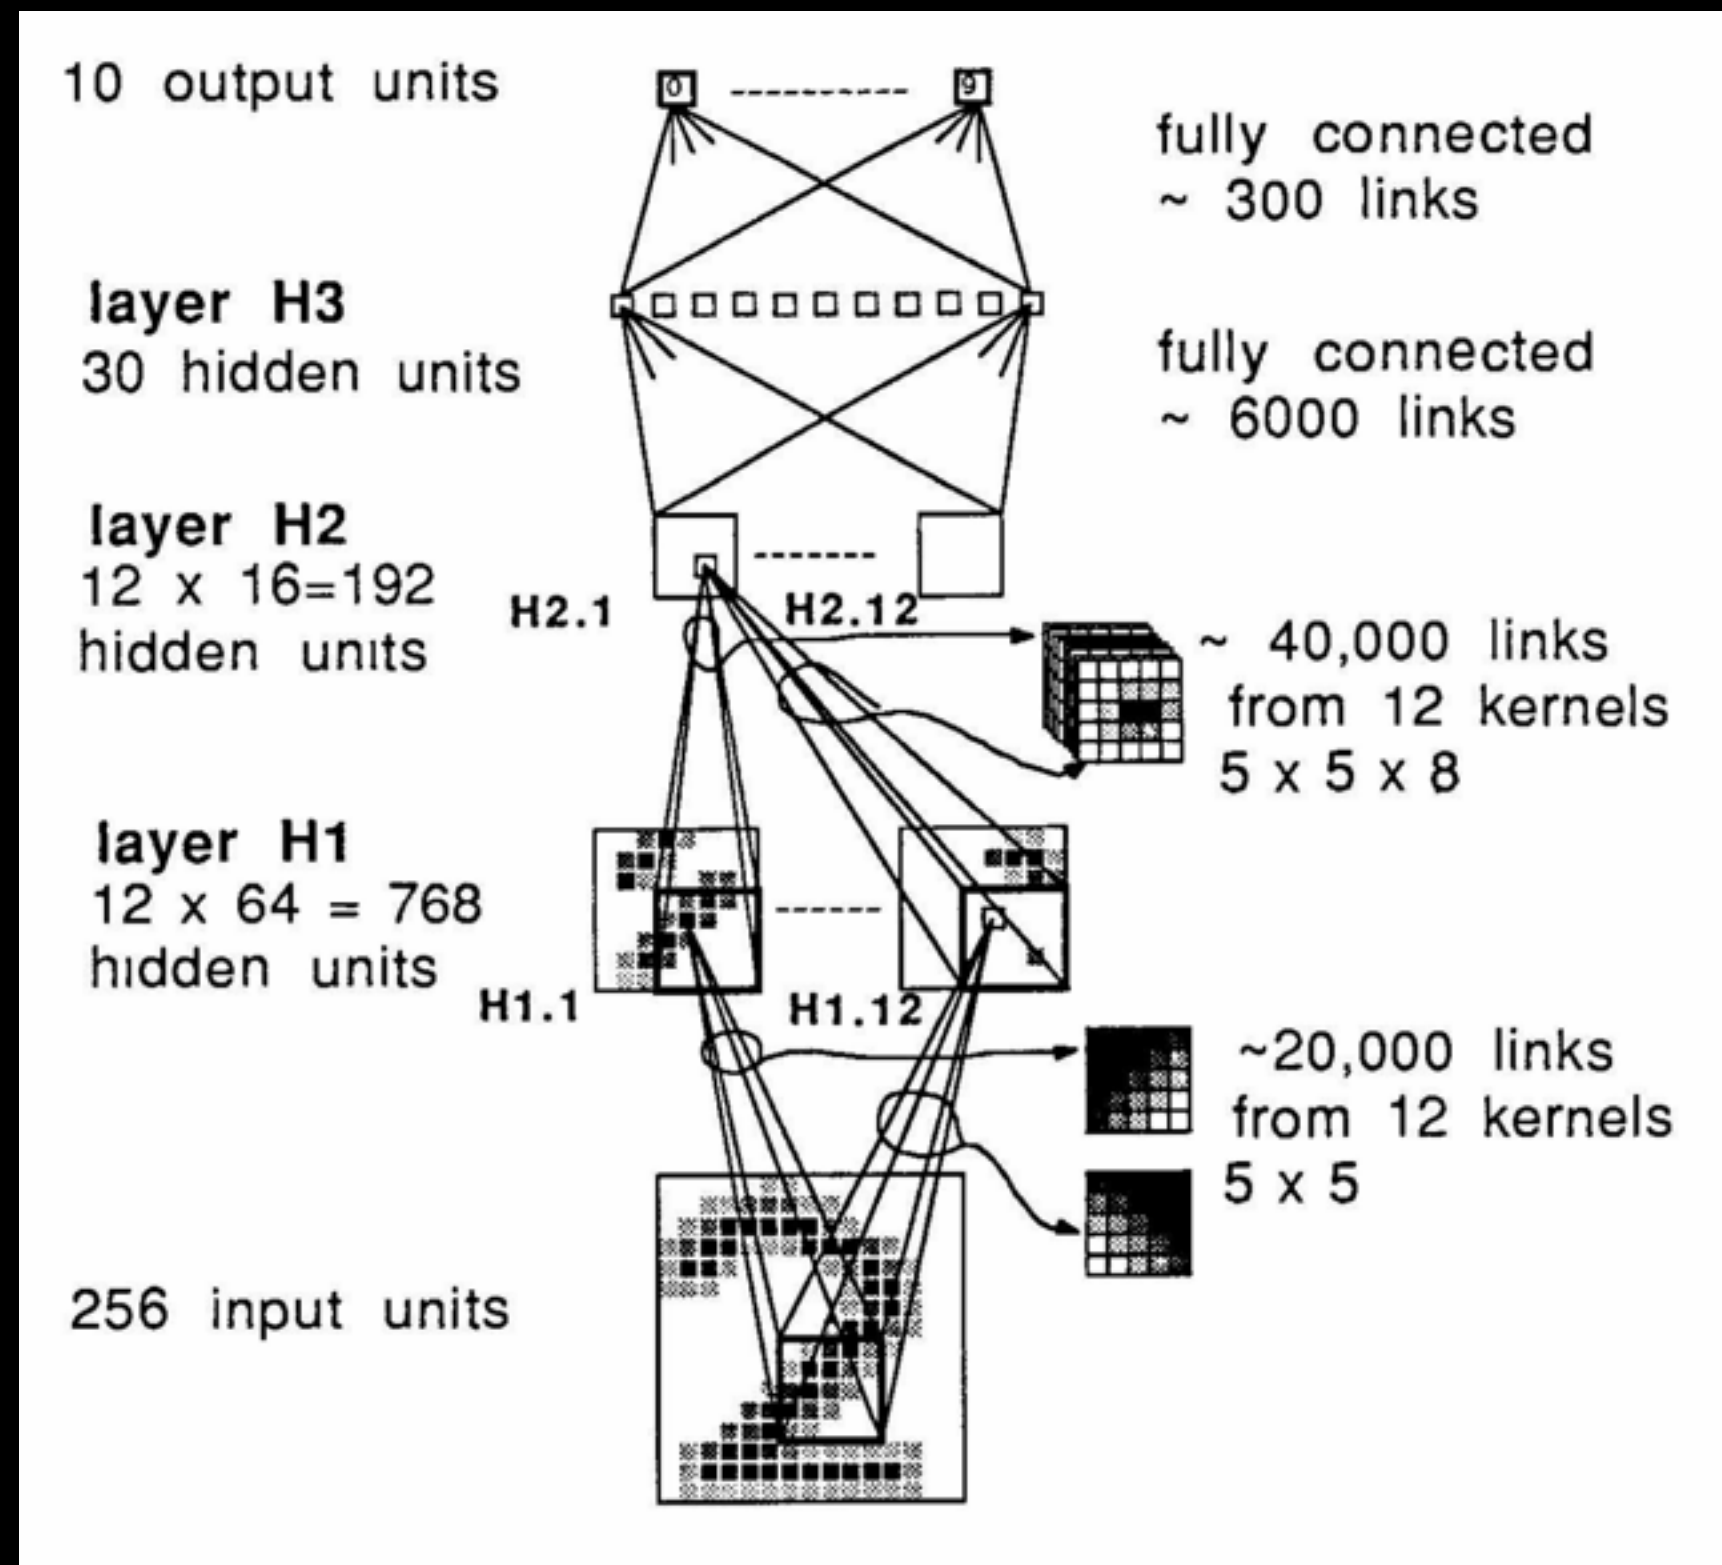 10 output units
0
9
fully connected
~ 300 links
layer H3
30 hidden units
fully connected
~ 6000 links
layer H2
12 x 16=192
hidden units
H2.1
H2.12
~ 40,000 links
from 12 kernels
5 x 5 x 8
layer H1
12 x 64 = 768
hidden units
H1.1
H1.12
~20,000 links
from 12 kernels
5 x 5
256 input units